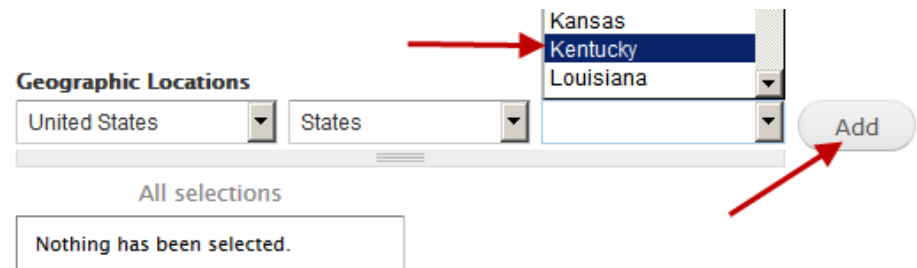 Kansas
Kentucky
Louisiana
Geographic Locations
United States States Add
All selections
Nothing has been selected.